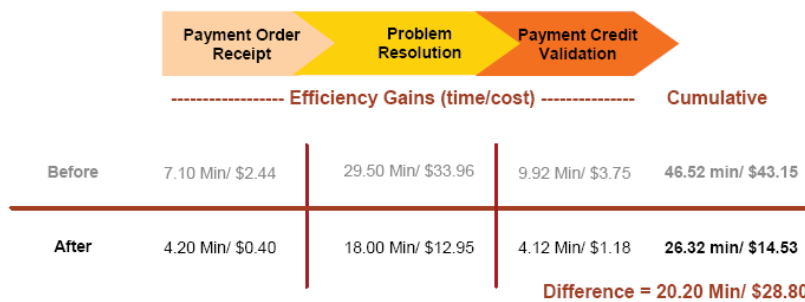 Payment Order Receipt
Problem Resolution
Payment Credit Validation
------------------ Efficiency Gains (time/cost) --------------- Cumulative
Before 7.10 Min/ $2.44 29.50 Min/ $33.96 9.92 Min/ $3.75 46.52 min/ $43.15
After 4.20 Min/ $0.40 18.00 Min/ $12.95 4.12 Min/ $1.18 26.32 min/ $14.53
Difference = 20.20 Min/ $28.80